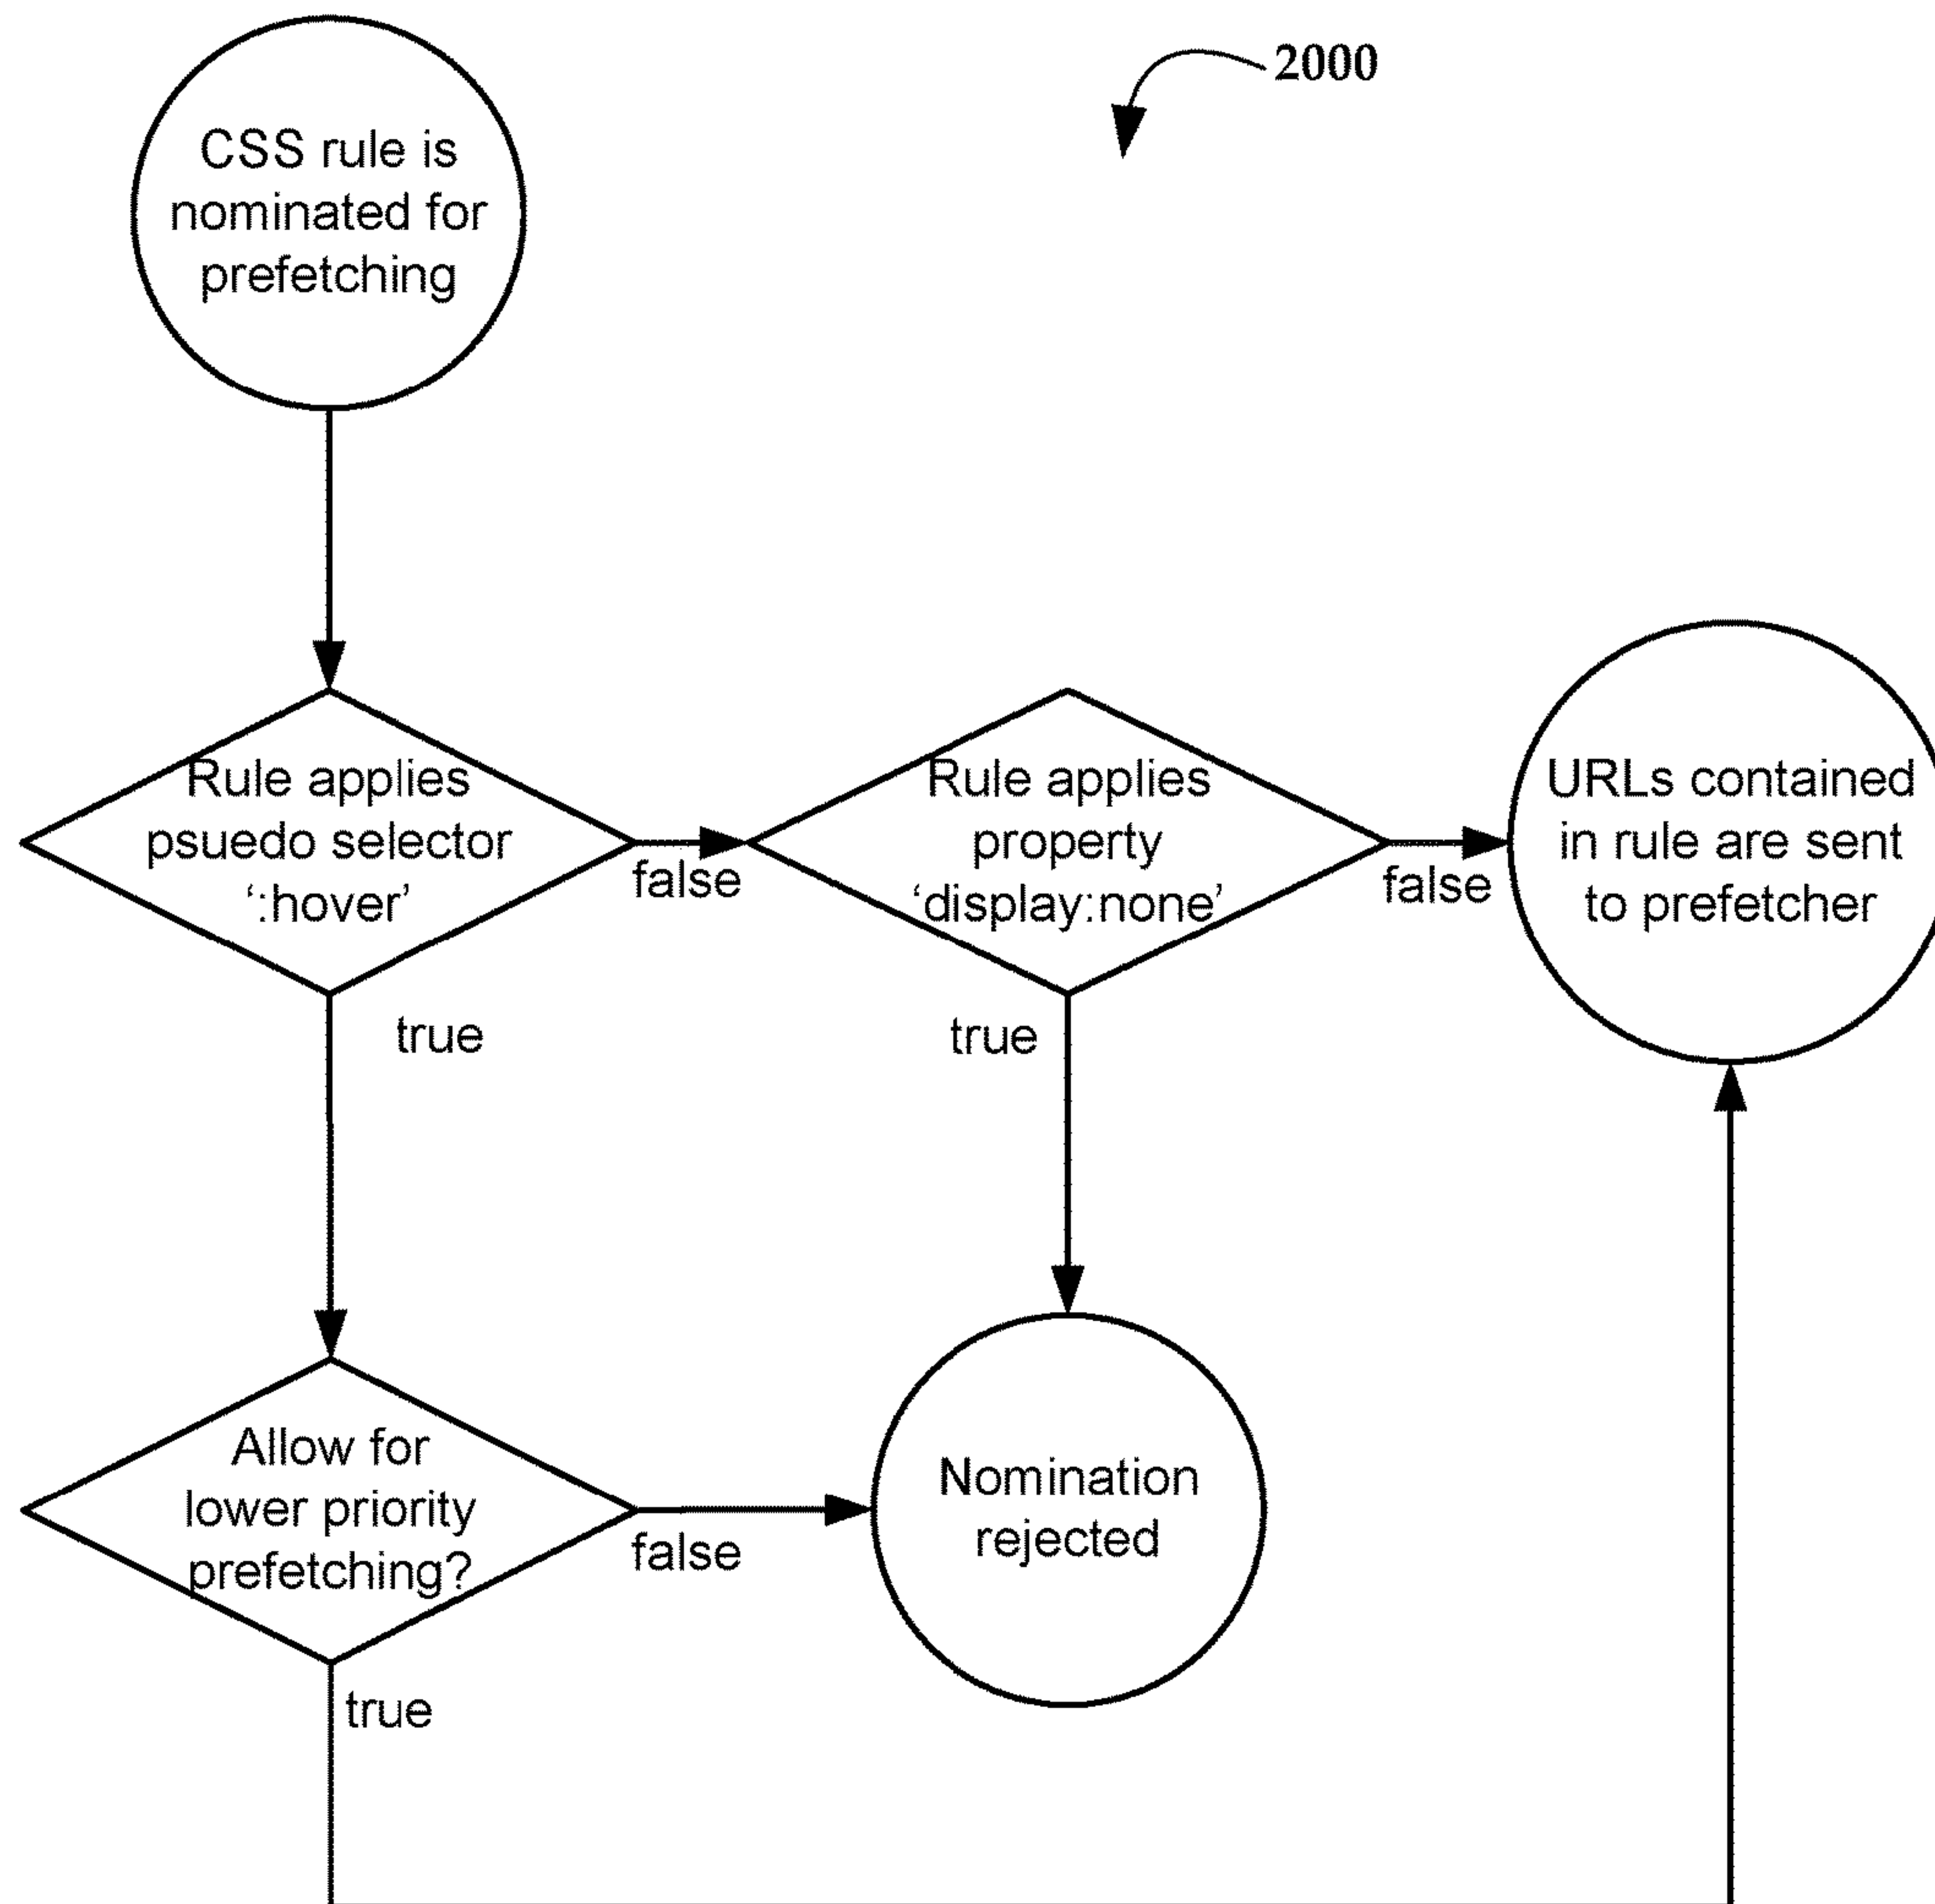 2000
CSS rule is
nominated for
prefetching
Rule applies
psuedo selector
‘:hover’
false
Rule applies
property
‘display:none’
false
URLs contained
in rule are sent
to prefetcher
true
true
Allow for
lower priority
prefetching?
false
Nomination
rejected
true